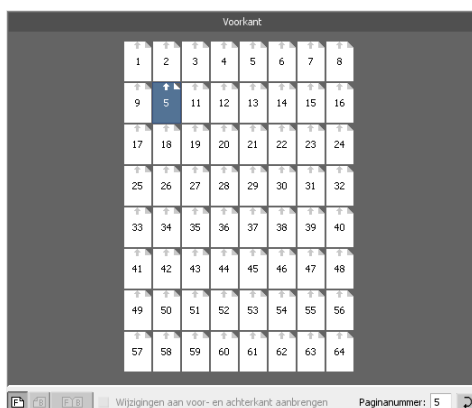 Voorkant
1 2 3 4 5 6 7 8
9 5 11 12 13 14 15 16
17 18 19 20 21 22 23 24
25 26 27 28 29 30 31 32
33 34 35 36 37 38 39 40
41 42 43 44 45 46 47 48
49 50 51 52 53 54 55 56
57 58 59 60 61 62 63 64
Wijzigingen aan voor- en achterkant aanbrengen Paginanummer: 5